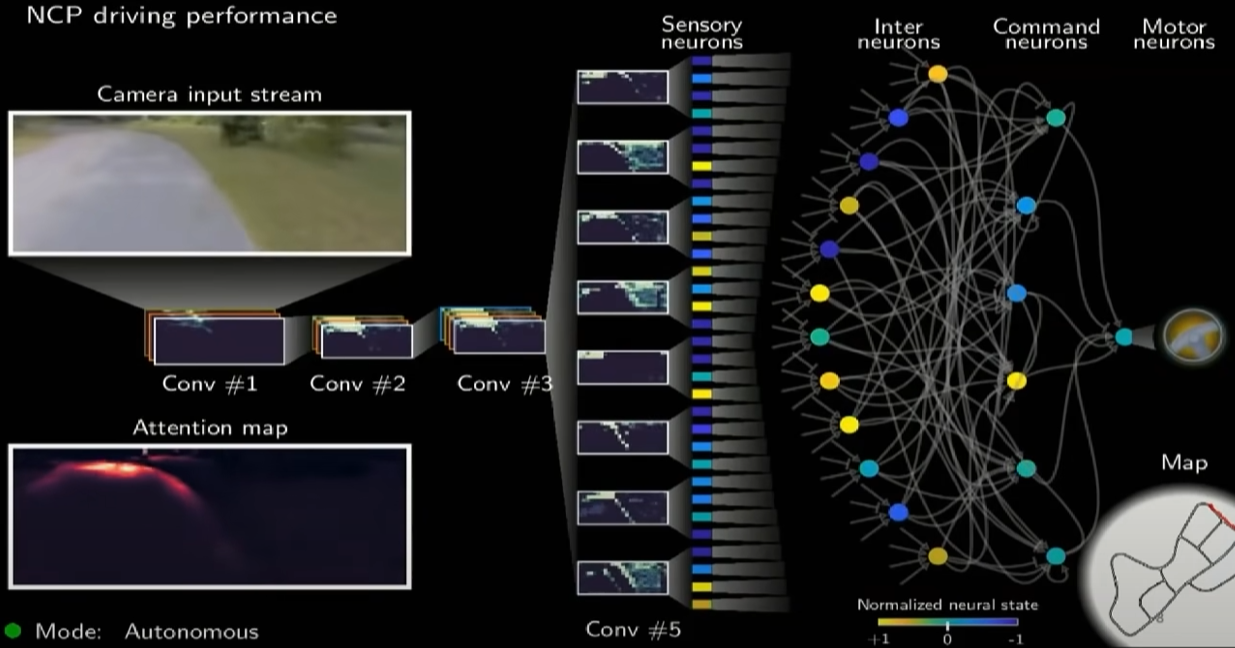 NCP driving performance
Sensory
neurons
Inter
neurons
Command
neurons
Motor
neurons
Camera input stream
Conv #1
Conv #2
Conv #3
Attention map
Map
8
Normalized neural state
+1
0
-1
Conv #5
Mode: Autonomous